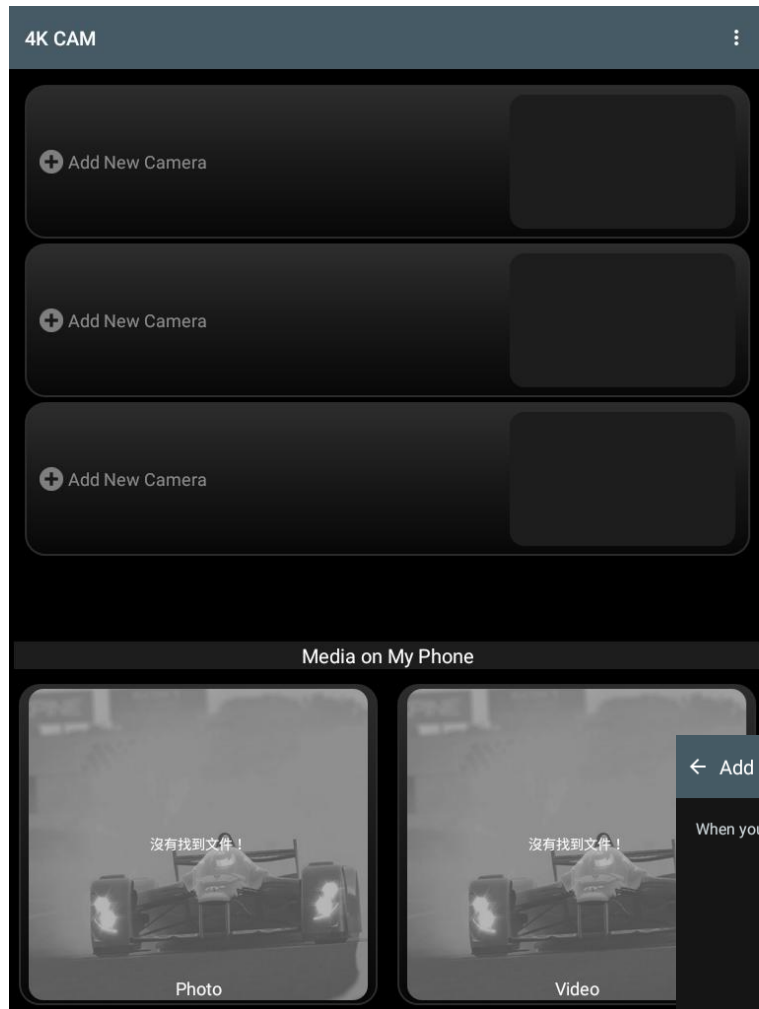 4K CAM
Add New Camera
Add New Camera
Add New Camera
Media on My Phone
沒有找到文件！
Photo
沒有找到文件！
Video
← Add
When you